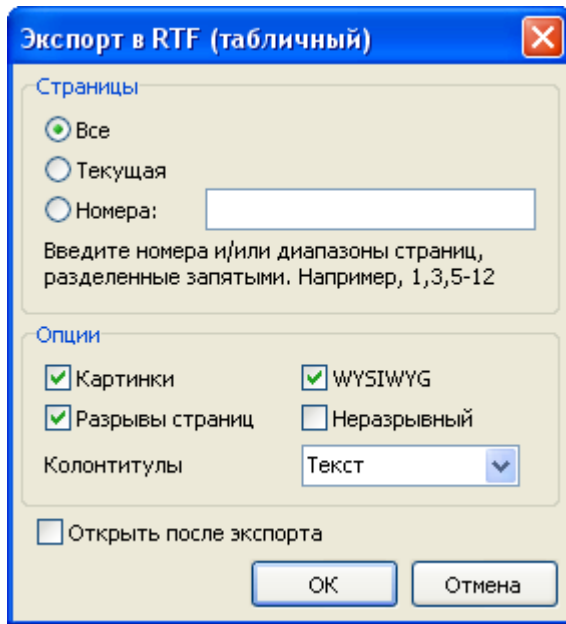 Экспорт в RTF (табличный)
Страницы
Все
Текущая
Номера:
Введите номера и/или диапазоны страниц,
разделенные запятыми. Например, 1,3,5-12
Опции
Картинки
WYSIWYG
Разрывы страниц
Неразрывный
Колонтитулы
Текст
Открыть после экспорта
ОК
Отмена